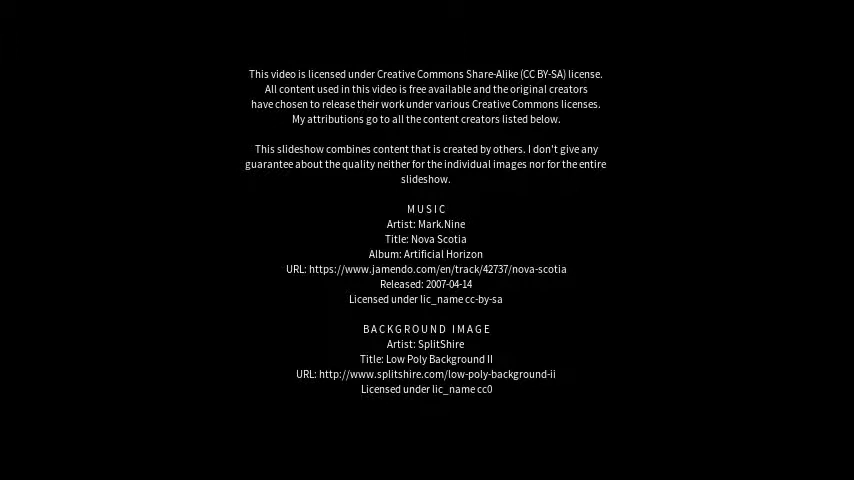 This video is licensed under Creative Commons Share-Alike (CC BY-SA) license.
All content used in this video is free available and the original creators
have chosen to release their work under various Creative Commons licenses.
My attributions go to all the content creators listed below.
This slideshow combines content that is created by others. I don't give any
guarantee about the quality neither for the individual images nor for the entire
slideshow.
MUSIC
Artist: Mark.Nine
Title: Nova Scotia
Album: Artificial Horizon
URL: https://www.jamendo.com/en/track/42737/nova-scotia
Released: 2007-04-14
Licensed under lic_name cc-by-sa
BACKGROUND IMAGE
Artist: SplitShire
Title: Low Poly Background II
URL: http://www.splitshire.com/low-poly-background-ii
Licensed under lic_name cc0